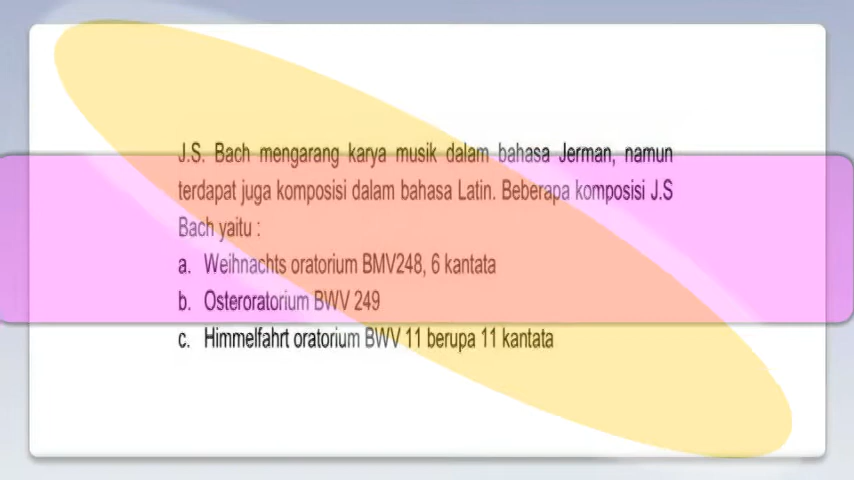 J.S. Bach mengarang karya musik dalam bahasa Jerman, namun
terdapat juga komposisi dalam bahasa Latin. Beberapa komposisi J.S
Bach yaitu :
a. Weihnachts oratorium BMV248, 6 kantata
b. Osteroratorium BWV 249
c. Himmelfahrt oratorium BWV 11 berupa 11 kantata